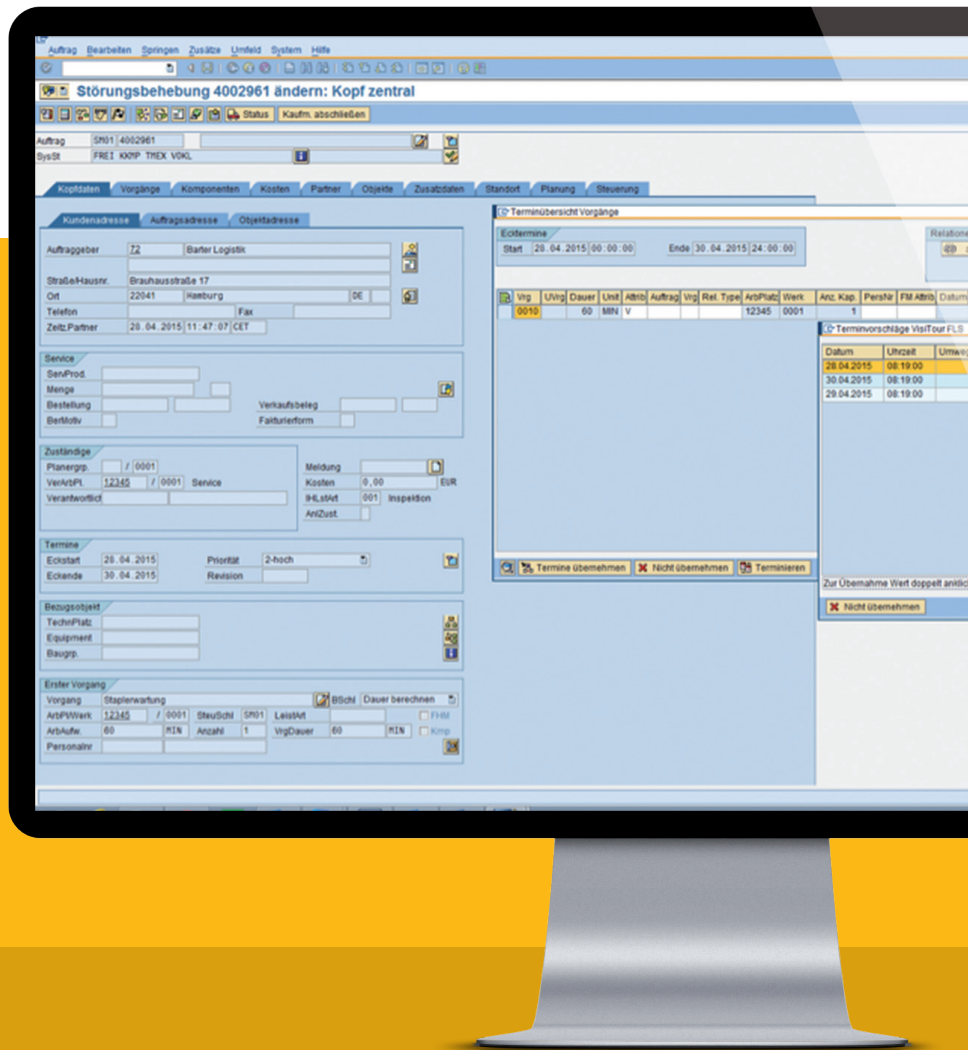 Auftrag Bearbeiten Springen Zusätze Umfeld System Hilfe
Störungsbehebung 4002961 ändern: Kopf zentral
Status Kaufm. abschließen
Auftrag SM01 4002961
SysSt FREI KKMP TMEX VOKL
Kopfdaten Vorgänge Komponenten Kosten Partner Objekte Zusatzdaten Standort Planung Steuerung
Kundenadresse Auftragsadresse Objektadresse
Auftraggeber 72 Barter Logistik
Straße/Hausnr. Brauhausstraße 17
Ort 22041 Hamburg DE
Telefon Fax
Zeitz.Partner 28.04.2015 11:47:07 CET
Service
ServProd.
Menge
Bestellung Verkaufsbeleg
BerMotiv Fakturierform
Zuständige
Planergrp. / 0001 Meldung
VerArbPl. 12345 / 0001 Service Kosten 0,00 EUR
Verantwortlich IHLstArt 001 Inspektion
AnlZust.
Termine
Eckstart 28.04.2015 Priorität 2-hoch
Eckende 30.04.2015 Revision
Bezugsobjekt
TechnPlatz
Equipment
Baugrp.
Erster Vorgang
Vorgang Staplerwartung BSchl Dauer berechnen
ArbPl/Werk 12345 / 0001 SteuSchl SM01 LeistArt FHM
ArbAufw. 60 MIN Anzahl 1 VrgDauer 60 MIN Kmp
Personalnr
Terminübersicht Vorgänge
Ecktermine
Start 28.04.2015 00:00:00 Ende 30.04.2015 24:00:00
Vrg UVrg Dauer Unit Attrib Auftrag Vrg Rel. Type ArbPlatz Werk Anz. Kap. PersNr FM Attrib Datum
0010 60 MIN V 12345 0001 1
Termine übernehmen Nicht übernehmen Terminieren
Terminvorschläge VisiTour FLS
Datum Uhrzeit
28.04.2015 08:19:00
30.04.2015 08:19:00
29.04.2015 08:19:00
Zur Übernahme Wert doppelt
Nicht übernehmen